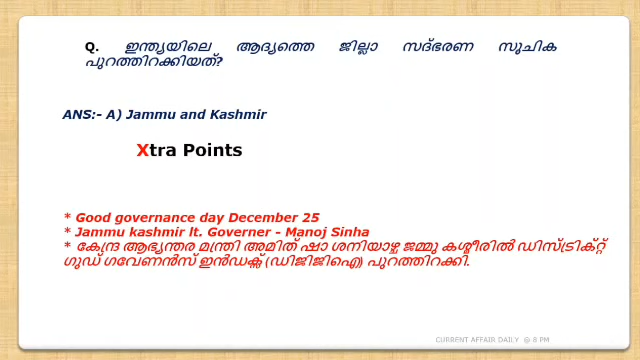 Q. ഇന്ത്യയിലെ ആദ്യത്തെ ജില്ലാ സദ്ഭരണ സൂചിക
പുറത്തിറക്കിയത്?
ANS:- A) Jammu and Kashmir
Xtra Points
* Good governance day December 25
* Jammu kashmir lt. Governer - Manoj Sinha
* കേന്ദ്ര ആഭ്യന്തര മന്ത്രി അമിത് ഷാ ശനിയാഴ്ച ജമ്മു കശ്മീരിൽ ഡിസ്ട്രിക്റ്റ്
ഗുഡ് ഗവേണൻസ് ഇൻഡക്സ് (ഡിജിജിഐ) പുറത്തിറക്കി.
CURRENT AFFAIR DAILY @ 8 PM